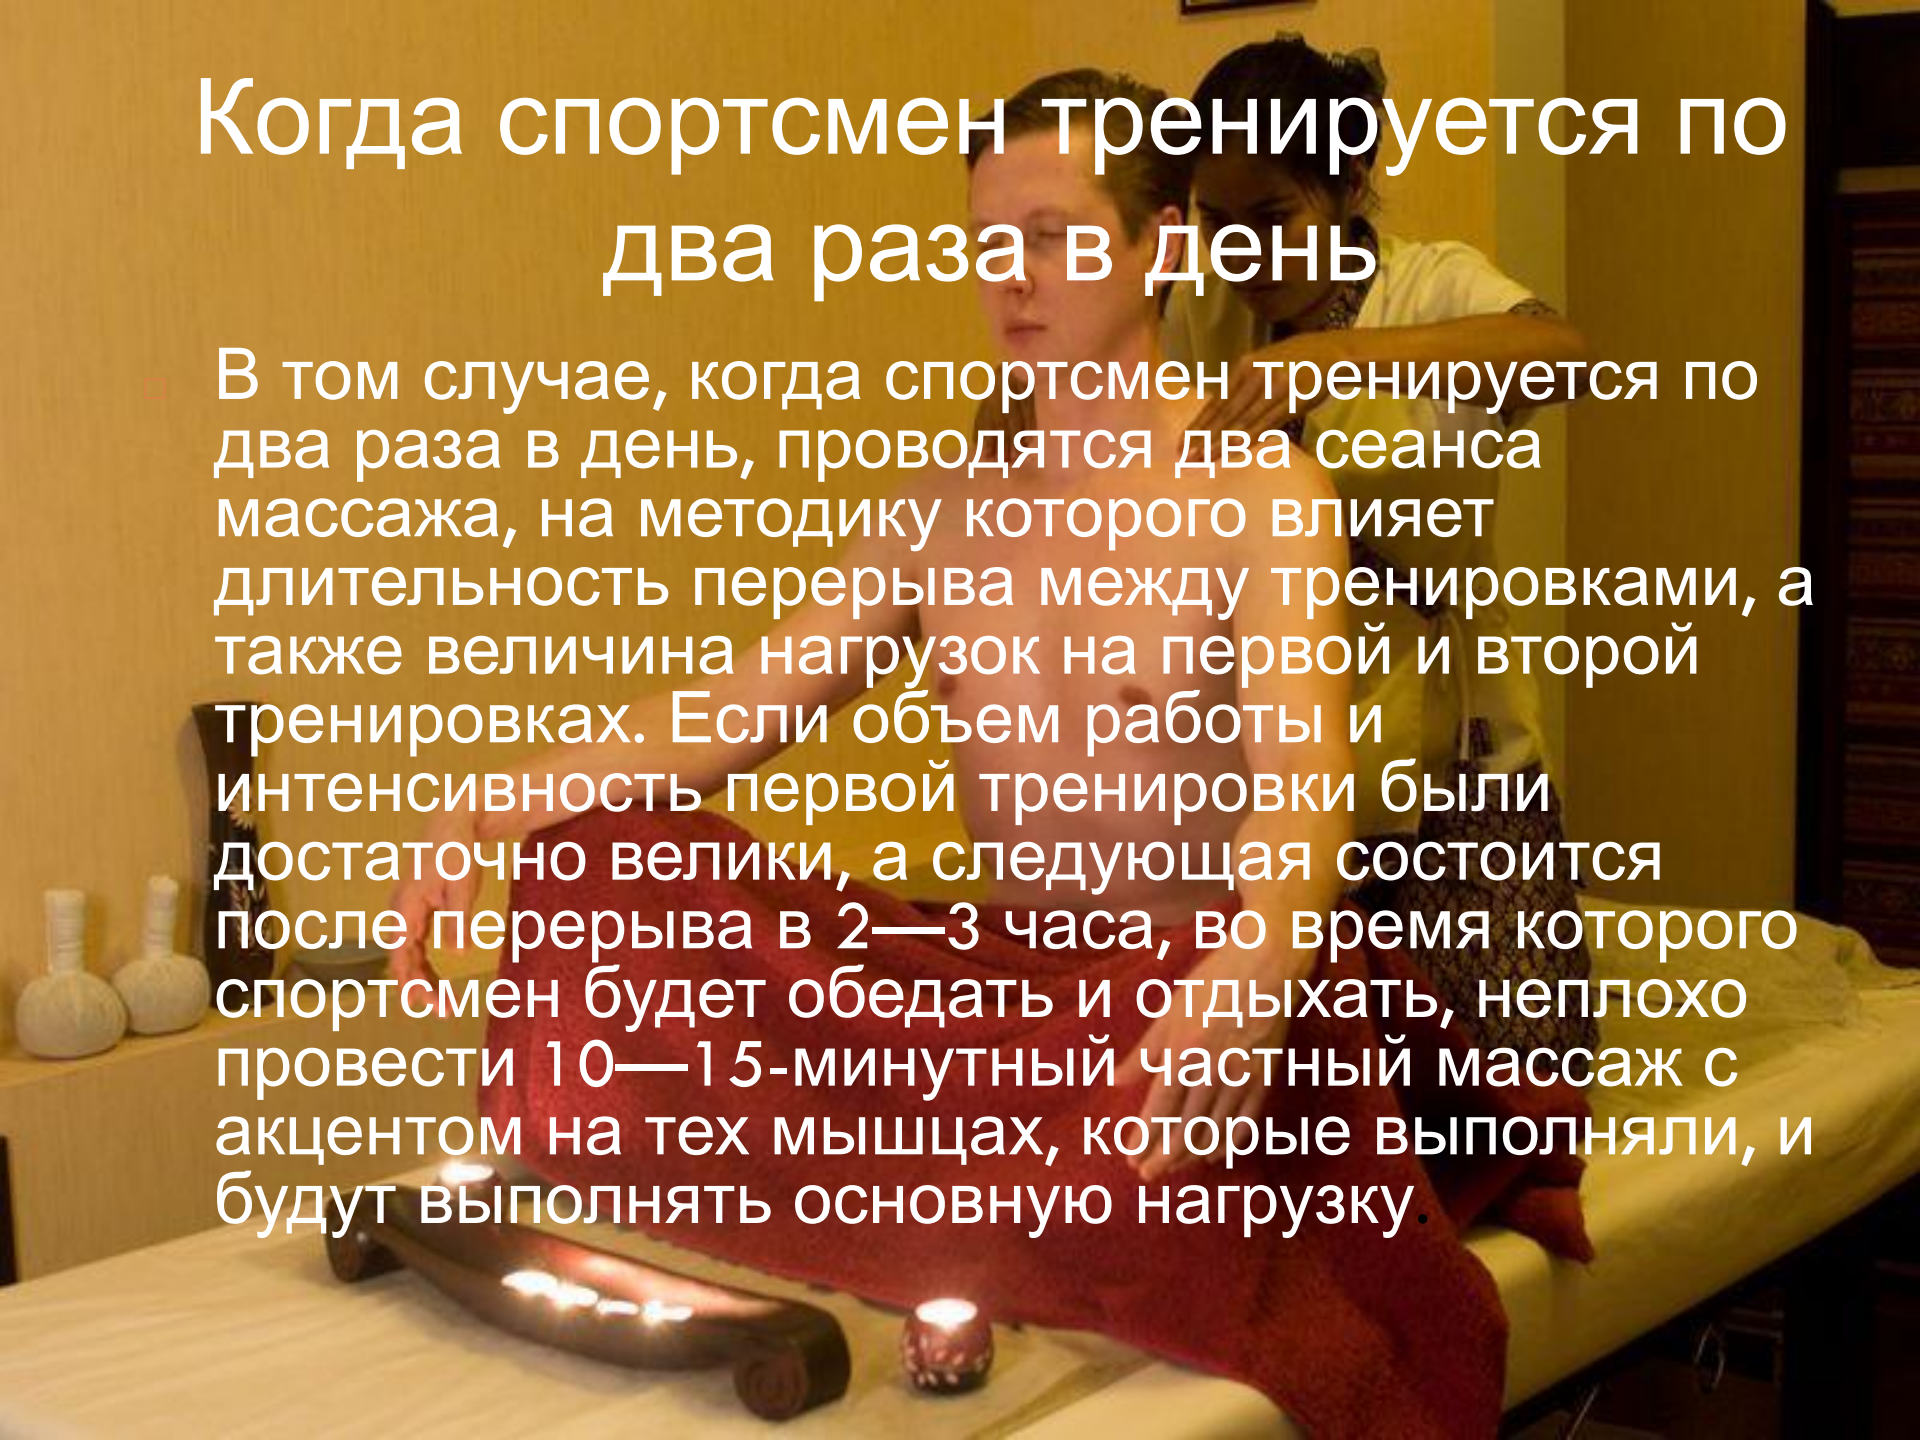 Когда спортсмен тренируется по
два раза в день
В том случае, когда спортсмен тренируется по
два раза в день, проводятся два сеанса
массажа, на методику которого влияет
длительность перерыва между тренировками, а
также величина нагрузок на первой и второй
тренировках. Если объем работы и
интенсивность первой тренировки были
достаточно велики, а следующая состоится
после перерыва в 2—3 часа, во время которого
спортсмен будет обедать и отдыхать, неплохо
провести 10—15-минутный частный массаж с
акцентом на тех мышцах, которые выполняли, и
будут выполнять основную нагрузку.